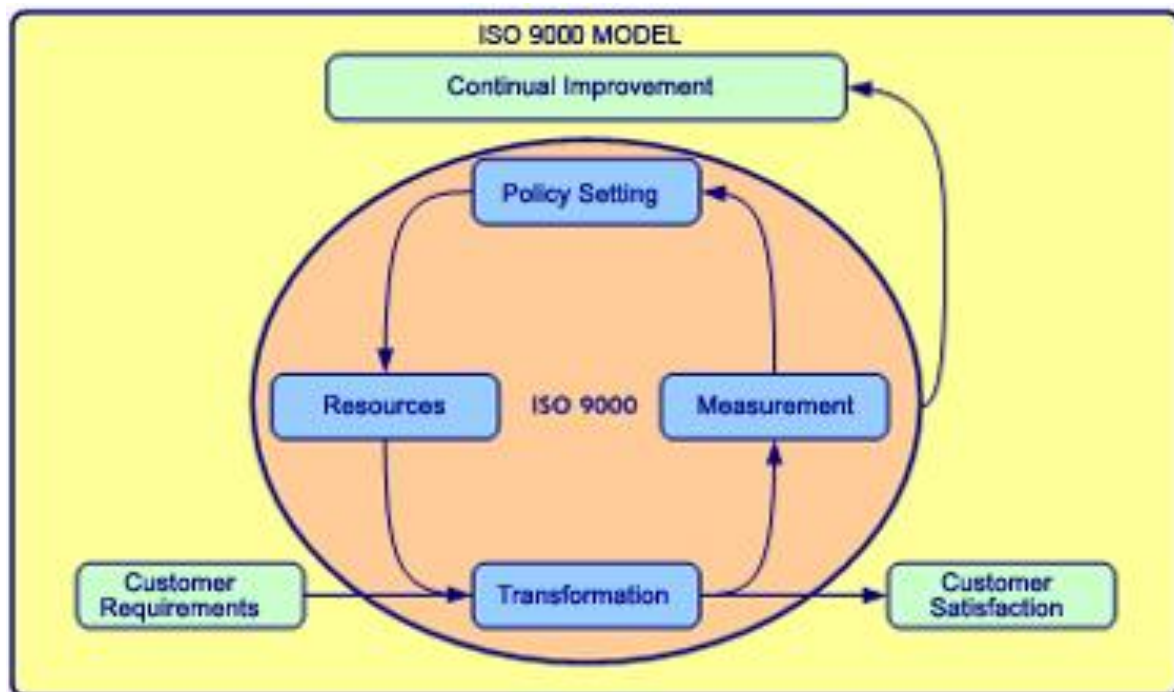 ISO 9000 MODEL
Continual Improvement
Policy Setting
Resources
ISO 9000
Measurement
Customer
Requirements
Transformation
Customer
Satisfaction